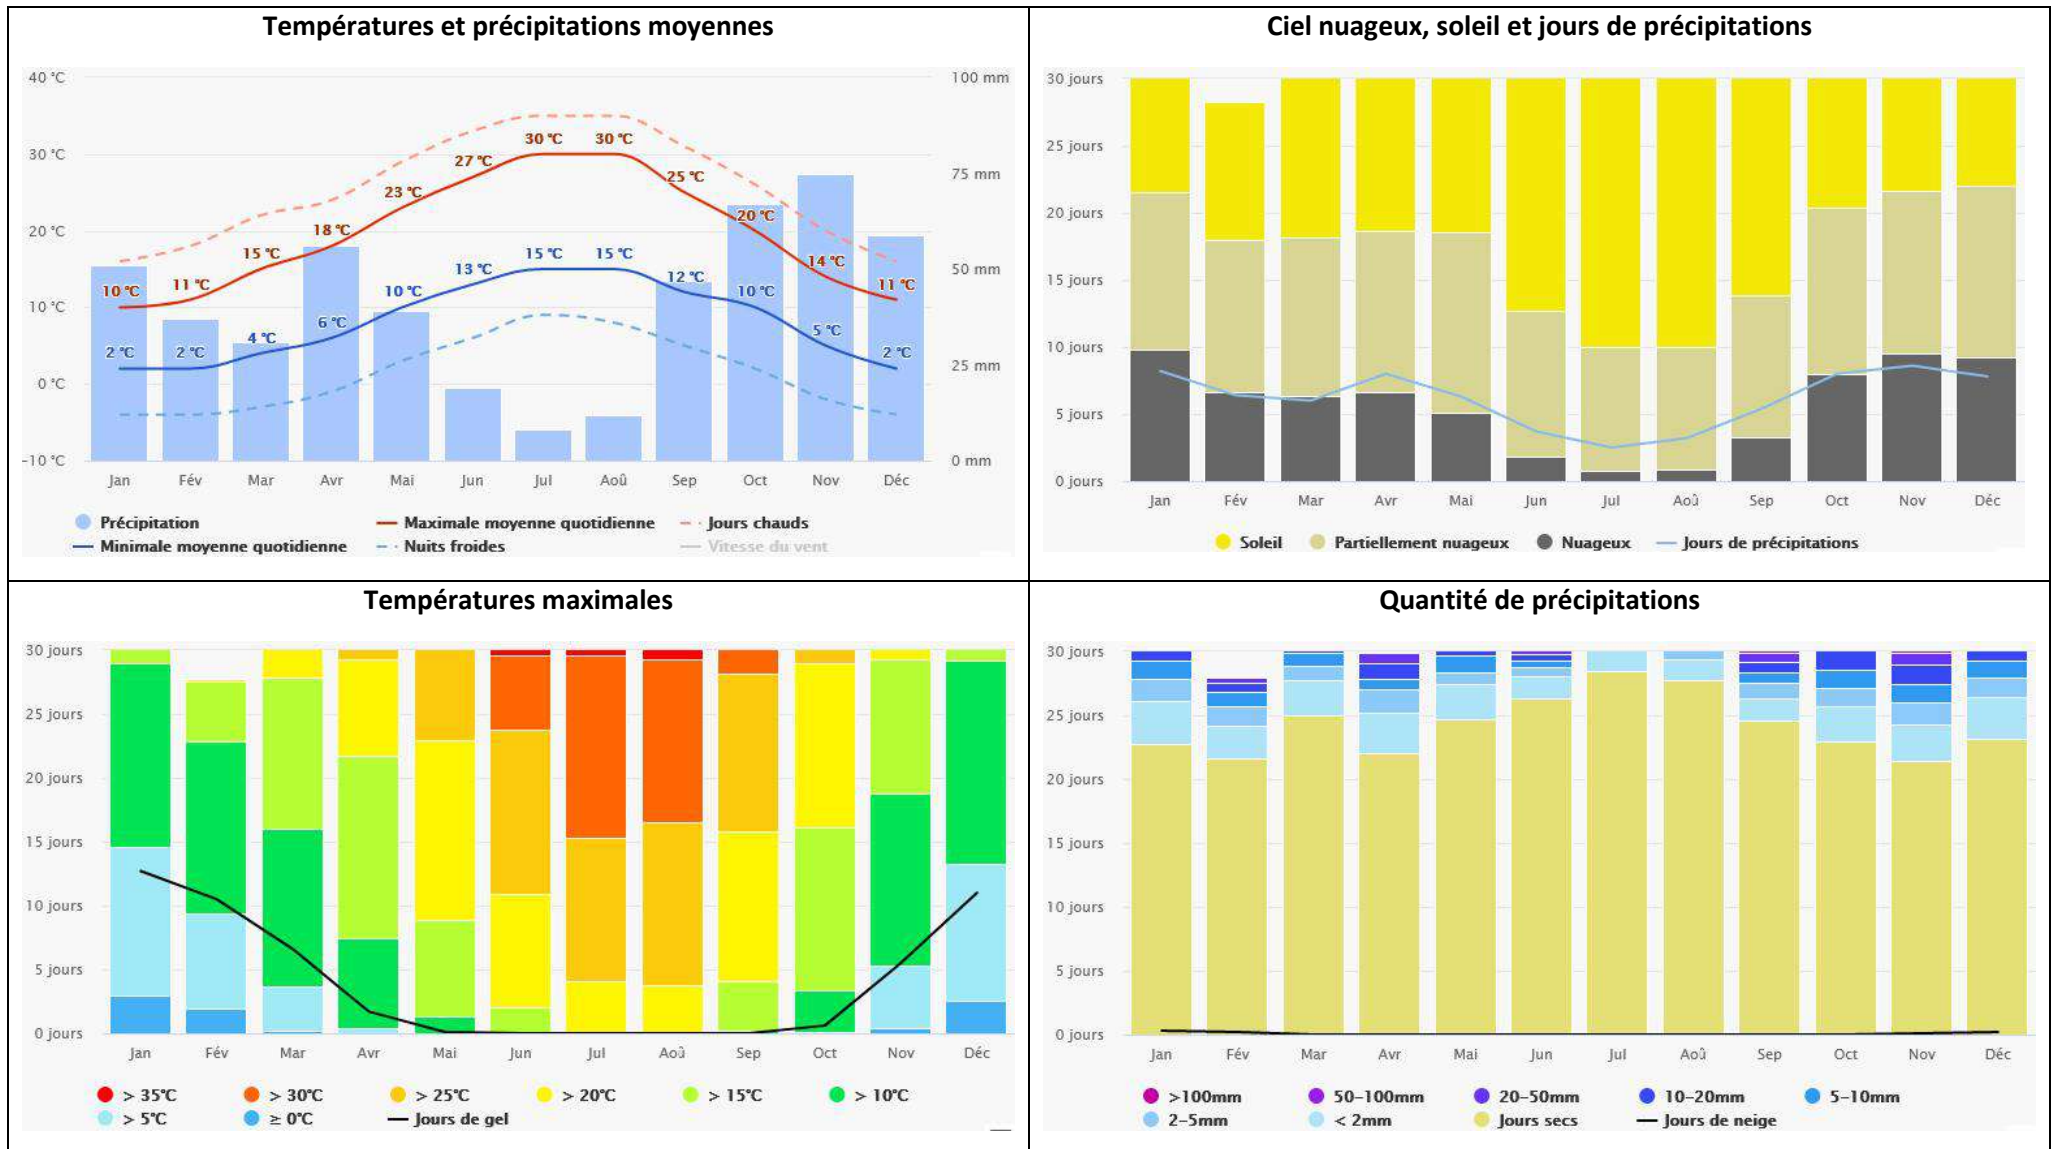 Températures et précipitations moyennes
40 °C
100 mm
30 °C
30 °C
30 °C
27 °C
25 °C
75 mm
23 °C
20 °C
20 °C
18 °C
15 °C
15 °C
15 °C
14 °C
13 °C
12 °C
50 mm
10 °C
11 °C
11 °C
10 °C
10 °C
10 °C
6 °C
5 °C
4 °C
2 °C
2 °C
2 °C
25 mm
0 °C
-10 °C
0 mm
Jan Fév Mar Avr Mai Jun Jul Aoû Sep Oct Nov Déc
Précipitation Maximale moyenne quotidienne Jours chauds
Minimale moyenne quotidienne Nuits froides Vitesse du vent
Ciel nuageux, soleil et jours de précipitations
30 jours
25 jours
20 jours
15 jours
10 jours
5 jours
0 jours
Jan Fév Mar Avr Mai Jun Jul Aoû Sep Oct Nov Déc
Soleil Partiellement nuageux Nuageux Jours de précipitations
Températures maximales
30 jours
25 jours
20 jours
15 jours
10 jours
5 jours
0 jours
Jan Fév Mar Avr Mai Jun Jul Aoû Sep Oct Nov Déc
> 35°C > 30°C > 25°C > 20°C > 15°C > 10°C
> 5°C ≥ 0°C Jours de gel
Quantité de précipitations
30 jours
25 jours
20 jours
15 jours
10 jours
5 jours
0 jours
Jan Fév Mar Avr Mai Jun Jul Aoû Sep Oct Nov Déc
>100mm 50-100mm 20-50mm 10-20mm 5-10mm
2-5mm < 2mm Jours secs Jours de neige